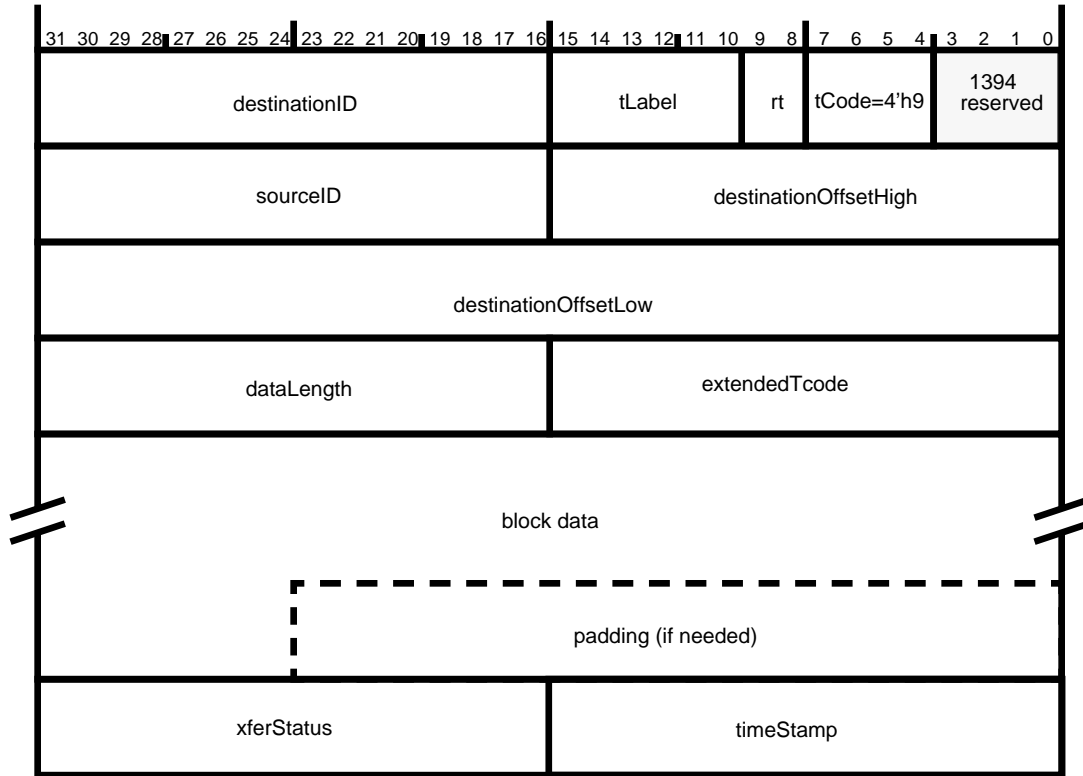 31 30 29 28 27 26 25 24 23 22 21 20 19 18 17 16 15 14 13 12 11 10 9 8 7 6 5 4 3 2 1 0
destinationID tLabel rt tCode=4'h9 1394
reserved
sourceID destinationOffsetHigh
destinationOffsetLow
dataLength extendedTcode
block data
padding (if needed)
xferStatus timeStamp